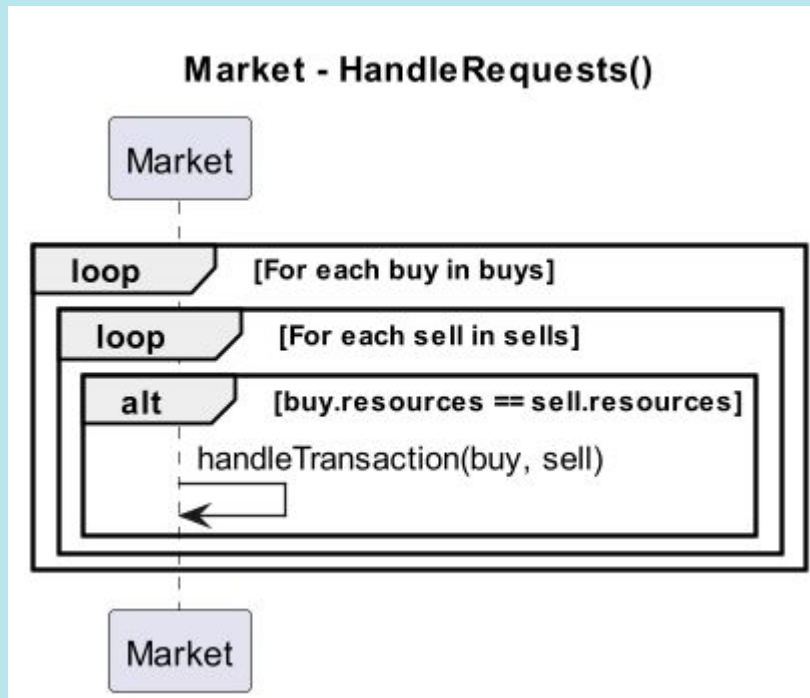 Market - HandleRequests()
Market
loop [For each buy in buys]
loop [For each sell in sells]
alt [buy.resources == sell.resources]
handleTransaction(buy, sell)
Market